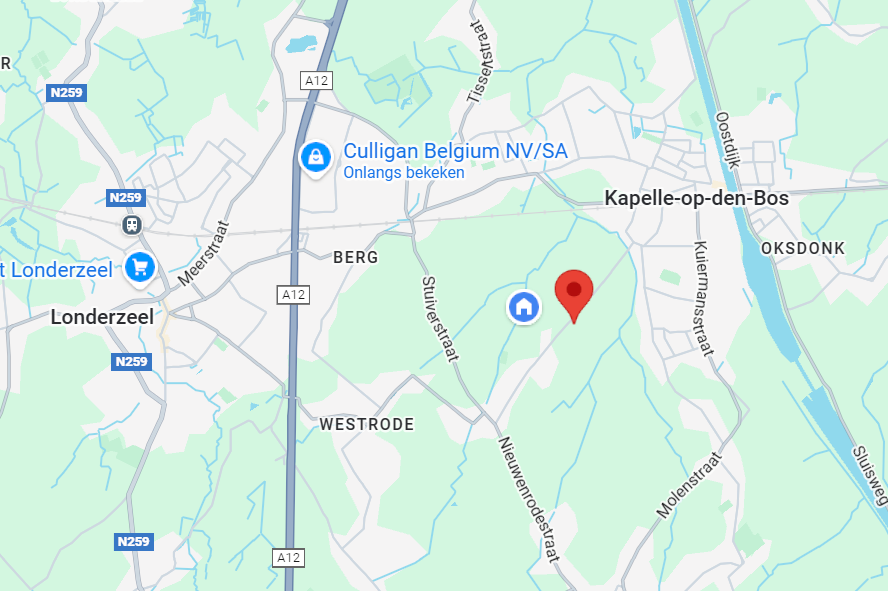 R
A12
N259
Tisseltstraat
Oostdijk
Culligan Belgium NV/SA
Onlangs bekeken
N259
Kapelle-op-den-Bos
Meerstraat
BERG
Kuiermansstraat
OKSDONK
t Londerzeel
A12
Stuiverstraat
Londerzeel
N259
WESTRODE
Nieuwenrodestraat
Molenstraat
Sluisweg
N259
A12